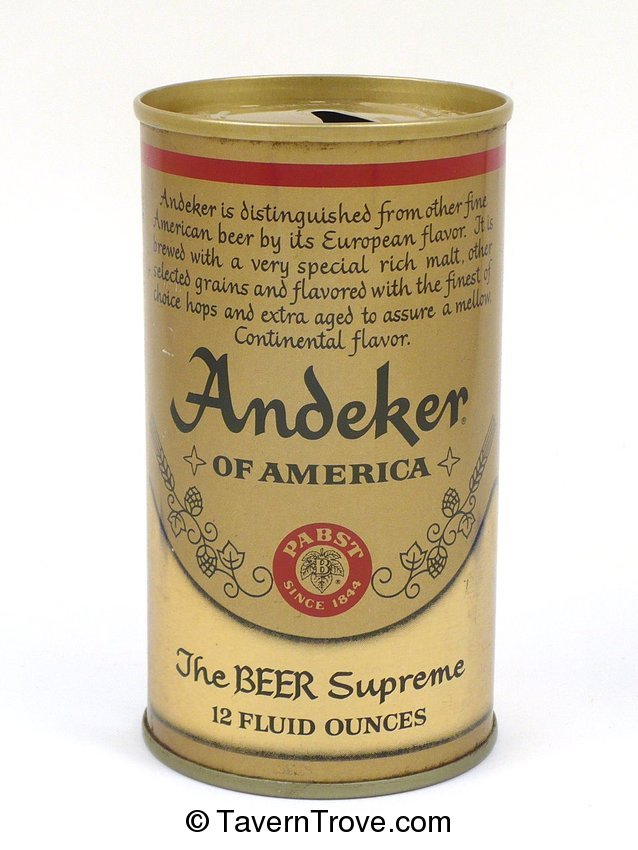 Andeker is distinguished from other fine
American beer by its European flavor. It is
brewed with a very special rich malt, other
selected grains and flavored with the finest of
choice hops and extra aged to assure a mellow,
Continental flavor.
Andeker®
OF AMERICA
PABST
B ®
SINCE 1844
The BEER Supreme
12 FLUID OUNCES
© TavernTrove.com